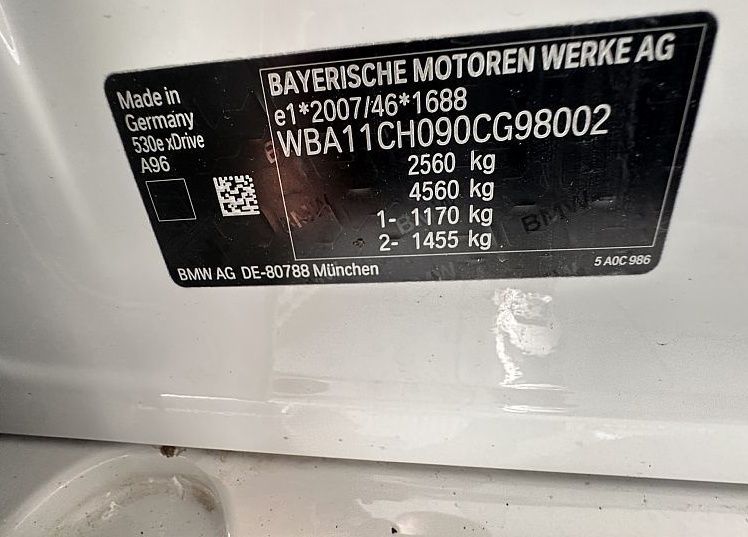 Made in
Germany
530e xDrive
A96
BAYERISCHE MOTOREN WERKE AG
e1*2007/46*1688
WBA11CH090CG98002
2560 kg
4560 kg
1- 1170 kg
2- 1455 kg
BMW AG DE-80788 München
5 A0C 986